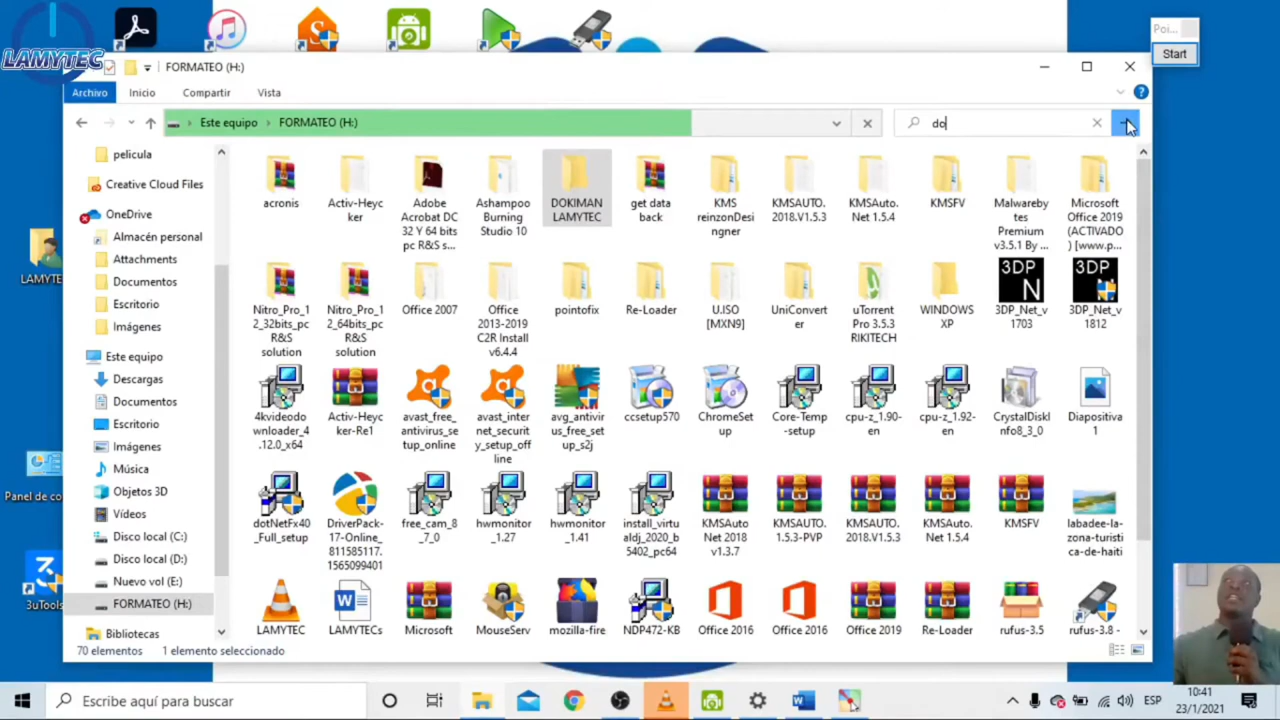 LAMYTEC
FORMATEO (H:)
Poi...
Start
Archivo
Inicio
Compartir
Vista
Este equipo
FORMATEO (H:)
do
pelicula
Creative Cloud Files
OneDrive
Almacén personal
Attachments
Documentos
Escritorio
Imágenes
Este equipo
Descargas
Documentos
Escritorio
Imágenes
Música
Objetos 3D
Vídeos
Disco local (C:)
Disco local (D:)
Nuevo vol (E:)
FORMATEO (H:)
Bibliotecas
acronis
Activ-Heyc
ker
Adobe
Acrobat DC
32 Y 64 bits
pc R&S s...
Ashampoo
Burning
Studio 10
DOKIMAN
LAMYTEC
get data
back
KMS
reinzonDesi
ngner
KMSAUTO.
2018.V1.5.3
KMSAuto.
Net 1.5.4
KMSFV
Malwareby
tes
Premium
v3.5.1 By ...
Microsoft
Office 2019
(ACTIVADO
) [www.p...
Nitro_Pro_1
2_32bits_pc
R&S
solution
Nitro_Pro_1
2_64bits_pc
R&S
solution
Office 2007
Office
2013-2019
C2R Install
v6.4.4
pointofix
Re-Loader
U.ISO
[MXN9]
UniConvert
er
uTorrent
Pro 3.5.3
RIKITECH
WINDOWS
XP
3DP
N
3DP_Net_v
1703
3DP
3DP_Net_v
1812
4kvideodo
wnloader_4
.12.0_x64
Activ-Heyc
ker-Re1
avast_free_
antivirus_se
tup_online
avast_inter
net_securit
y_setup_off
line
avg_antivir
us_free_set
up_s2j
ccsetup570
ChromeSet
up
Core-Temp
-setup
cpu-z_1.90-
en
cpu-z_1.92-
en
CrystalDiskI
nfo8_3_0
Diapositiva
1
dotNetFx40
_Full_setup
DriverPack-
17-Online_
811585117.
1565099401
free_cam_8
_7_0
hwmonitor
_1.27
hwmonitor
_1.41
install_virtu
aldj_2020_b
5402_pc64
KMSAuto
Net 2018
v1.3.7
KMSAuto
1.5.3-PVP
KMSAUTO.
2018.V1.5.3
KMSAuto.
Net 1.5.4
KMSFV
labadee-la-
zona-turisti
ca-de-haiti
LAMYTEC
LAMYTECs
Microsoft
MouseServ
mozilla-fire
NDP472-KB
Office 2016
Office 2016
Office 2019
Re-Loader
rufus-3.5
rufus-3.8 -
70 elementos
1 elemento seleccionado
LAMYTE
Panel de co
3uTools
Escribe aquí para buscar
ESP
10:41
23/1/2021